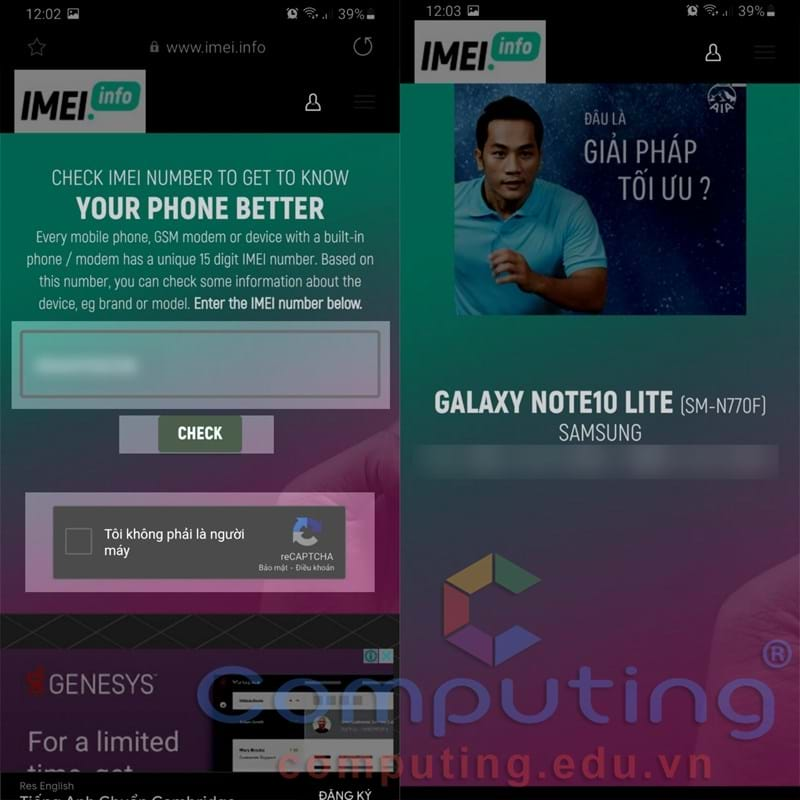 12:02
39%
www.imei.info
IMEI.info
CHECK IMEI NUMBER TO GET TO KNOW
YOUR PHONE BETTER
Every mobile phone, GSM modem or device with a built-in
phone / modem has a unique 15 digit IMEI number. Based on
this number, you can check some information about the
device, eg brand or model. Enter the IMEI number below.
CHECK
Tôi không phải là người
máy
reCAPTCHA
Bảo mật - Điều khoản
GENESYS
For a limited
time, get
Res English
Tiếng Anh Chuẩn Cambridge
ĐĂNG KÝ
12:03
39%
IMEI.info
AIA
ĐÂU LÀ
GIẢI PHÁP
TỐI ƯU ?
GALAXY NOTE10 LITE (SM-N770F)
SAMSUNG
Computing®
computing.edu.vn